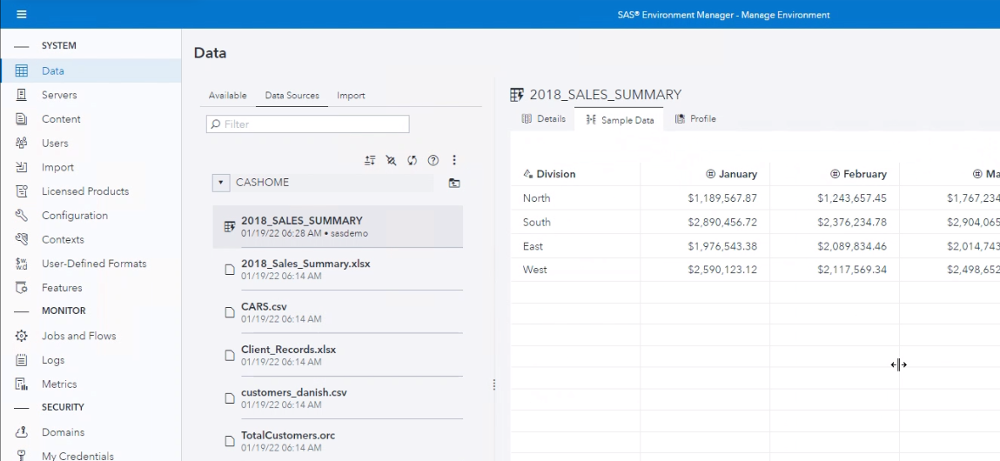 SAS® Environment Manager - Manage Environment
SYSTEM
Data
Servers
Content
Users
Import
Licensed Products
Configuration
Contexts
User-Defined Formats
Features
MONITOR
Jobs and Flows
Logs
Metrics
SECURITY
Domains
My Credentials
Data
Available Data Sources Import
Filter
CASHOME
2018_SALES_SUMMARY
01/19/22 06:28 AM • sasdemo
2018_Sales_Summary.xlsx
01/19/22 06:14 AM
CARS.csv
01/19/22 06:14 AM
Client_Records.xlsx
01/19/22 06:14 AM
customers_danish.csv
01/19/22 06:14 AM
TotalCustomers.orc
01/19/22 06:14 AM
2018_SALES_SUMMARY
Details Sample Data Profile
Division January February Ma
North $1,189,567.87 $1,243,657.45 $1,767,234
South $2,890,456.72 $2,376,234.78 $2,904,065
East $1,976,543.38 $2,089,834.46 $2,014,743
West $2,590,123.12 $2,117,569.34 $2,498,652